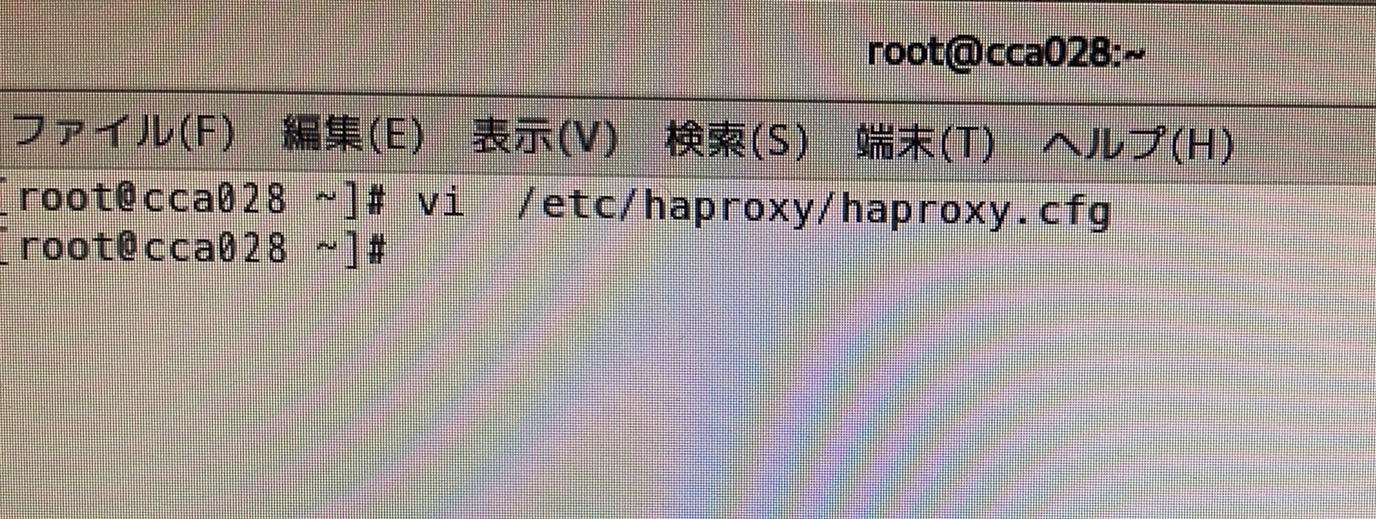 root@cca028:~
ファイル(F) 編集(E) 表示(V) 検索(S) 端末(T) ヘルプ(H)
[root@cca028 ~]# vi  /etc/haproxy/haproxy.cfg
[root@cca028 ~]#